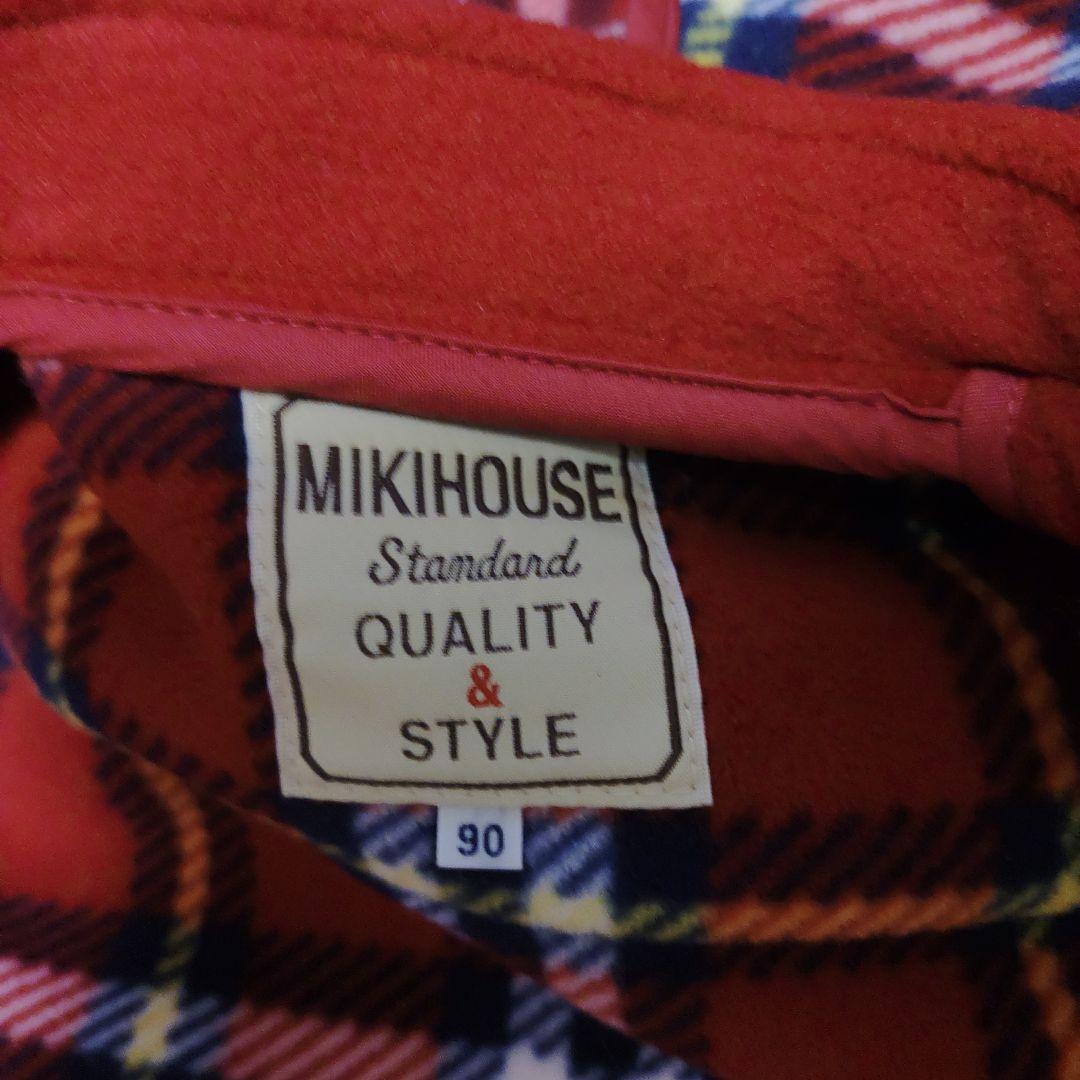 MIKIHOUSE
Standard
QUALITY
&
STYLE
90